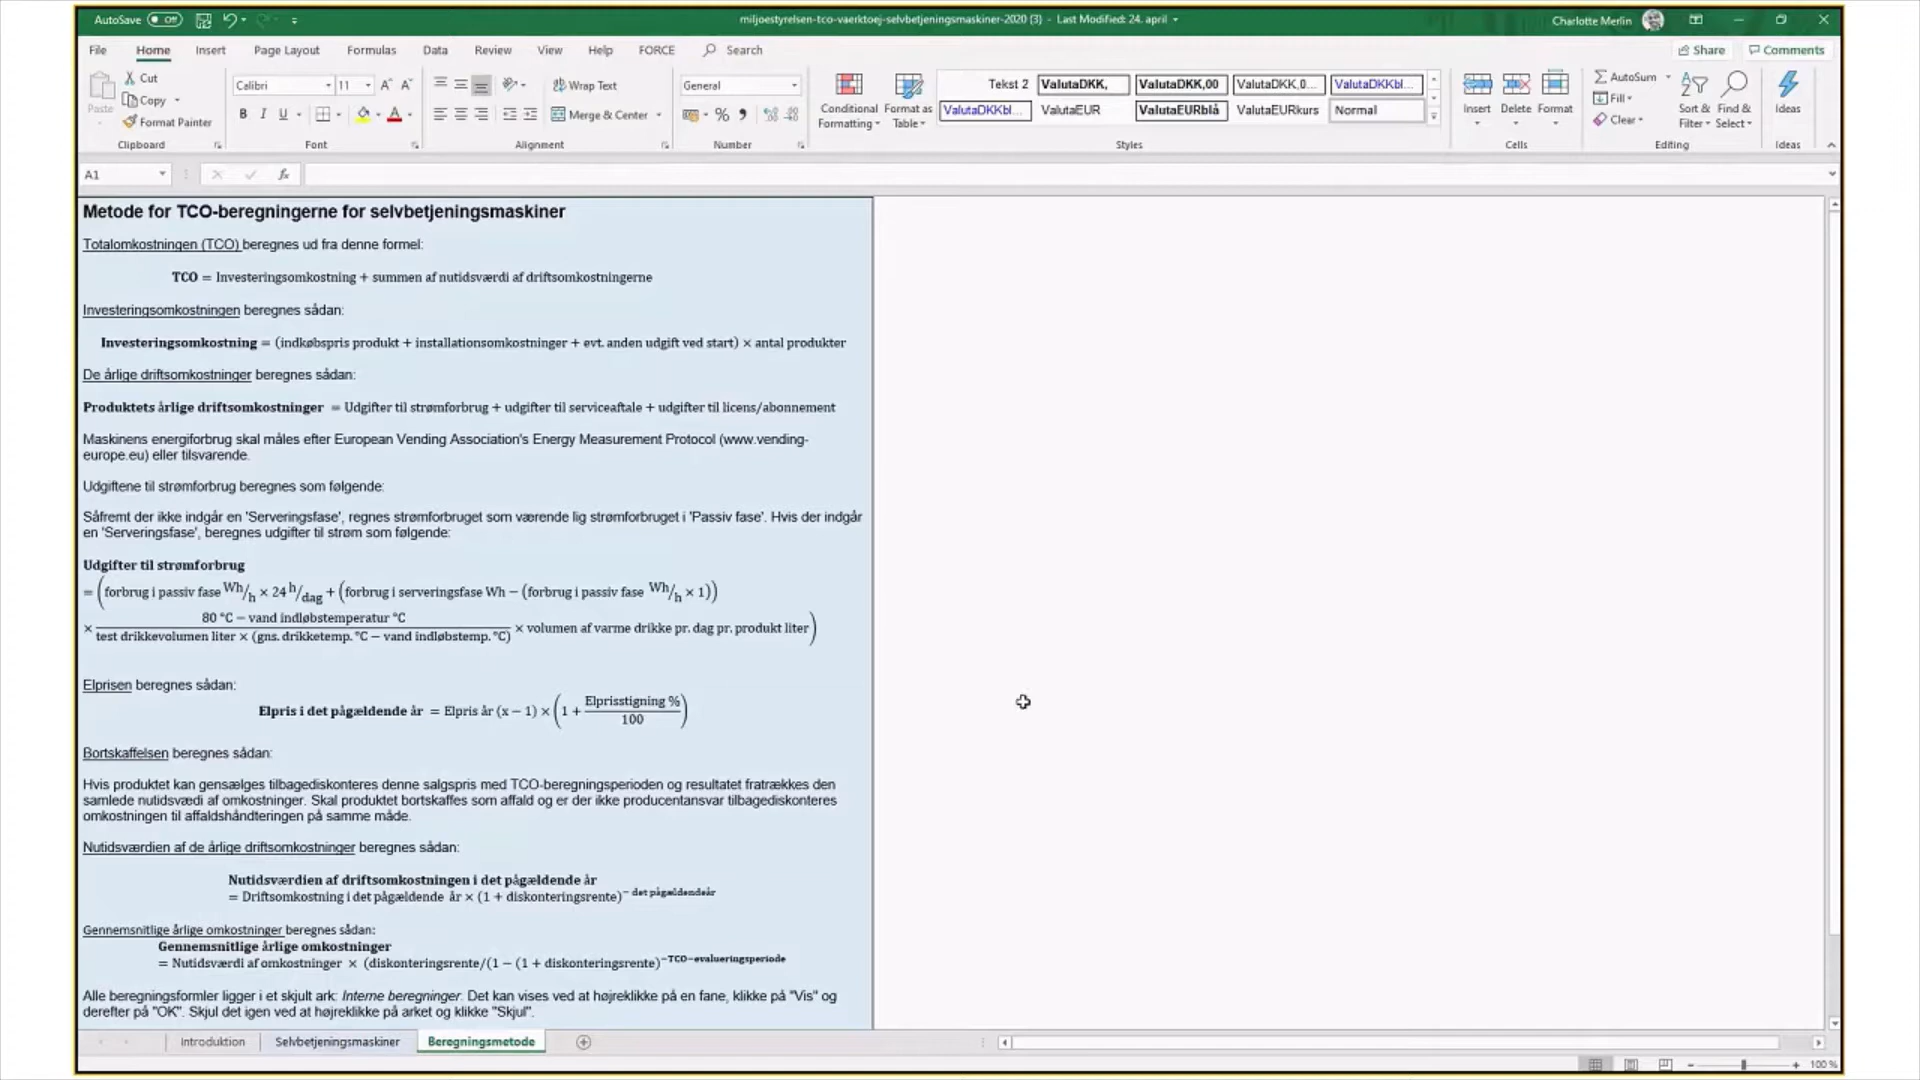 AutoSave Off miljoestyrelsen-tco-vaerktoej-selvbetjeningsmaskiner-2020 (3) - Last Modified: 24. april Charlotte Merlin
File Home Insert Page Layout Formulas Data Review View Help FORCE Search Share Comments
Paste
Cut
Copy
Format Painter
Clipboard
Calibri 11
B I U
Font
Wrap Text
Merge & Center
Alignment
General
%
Number
Conditional Formatting
Format as Table
Tekst 2 ValutaDKK, ValutaDKK,00 ValutaDKK,0... ValutaDKKbl...
ValutaDKKbl... ValutaEUR ValutaEURblå ValutaEURkurs Normal
Styles
Insert Delete Format
Cells
AutoSum
Fill
Clear
Sort & Filter
Find & Select
Editing
Ideas
Ideas
A1 fx
Metode for TCO-beregningerne for selvbetjeningsmaskiner
Totalomkostningen (TCO) beregnes ud fra denne formel:
TCO = Investeringsomkostning + summen af nutidsværdi af driftsomkostningerne
Investeringsomkostningen beregnes sådan:
Investeringsomkostning = (indkøbspris produkt + installationsomkostninger + evt. anden udgift ved start) × antal produkter
De årlige driftsomkostninger beregnes sådan:
Produktets årlige driftsomkostninger = Udgifter til strømforbrug + udgifter til serviceaftale + udgifter til licens/abonnement
Maskinens energiforbrug skal måles efter European Vending Association's Energy Measurement Protocol (www.vending-
europe.eu) eller tilsvarende.
Udgiftene til strømforbrug beregnes som følgende:
Såfremt der ikke indgår en 'Serveringsfase', regnes strømforbruget som værende lig strømforbruget i 'Passiv fase'. Hvis der indgår
en 'Serveringsfase', beregnes udgifter til strøm som følgende:
Udgifter til strømforbrug
= (forbrug i passiv fase Wh/h × 24 h/dag + (forbrug i serveringsfase Wh − (forbrug i passiv fase Wh/h × 1))
80 °C − vand indløbstemperatur °C
× test drikkevolumen liter × (gns. drikketemp. °C − vand indløbstemp. °C) × volumen af varme drikke pr. dag pr. produkt liter)
Elprisen beregnes sådan:
Elpris i det pågældende år = Elpris år (x − 1) × (1 + Elprisstigning % / 100)
Bortskaffelsen beregnes sådan:
Hvis produktet kan gensælges tilbagediskonteres denne salgspris med TCO-beregningsperioden og resultatet fratrækkes den
samlede nutidsvædi af omkostninger. Skal produktet bortskaffes som affald og er der ikke producentansvar tilbagediskonteres
omkostningen til affaldshåndteringen på samme måde.
Nutidsværdien af de årlige driftsomkostninger beregnes sådan:
Nutidsværdien af driftsomkostningen i det pågældende år
= Driftsomkostning i det pågældende år × (1 + diskonteringsrente)− det pågældendeår
Gennemsnitlige årlige omkostninger beregnes sådan:
Gennemsnitlige årlige omkostninger
= Nutidsværdi af omkostninger × (diskonteringsrente/(1 − (1 + diskonteringsrente)−TCO−evalueringsperiode
Alle beregningsformler ligger i et skjult ark: Interne beregninger. Det kan vises ved at højreklikke på en fane, klikke på "Vis" og
derefter på "OK". Skjul det igen ved at højreklikke på arket og klikke "Skjul".
Introduktion Selvbetjeningsmaskiner Beregningsmetode
100 %